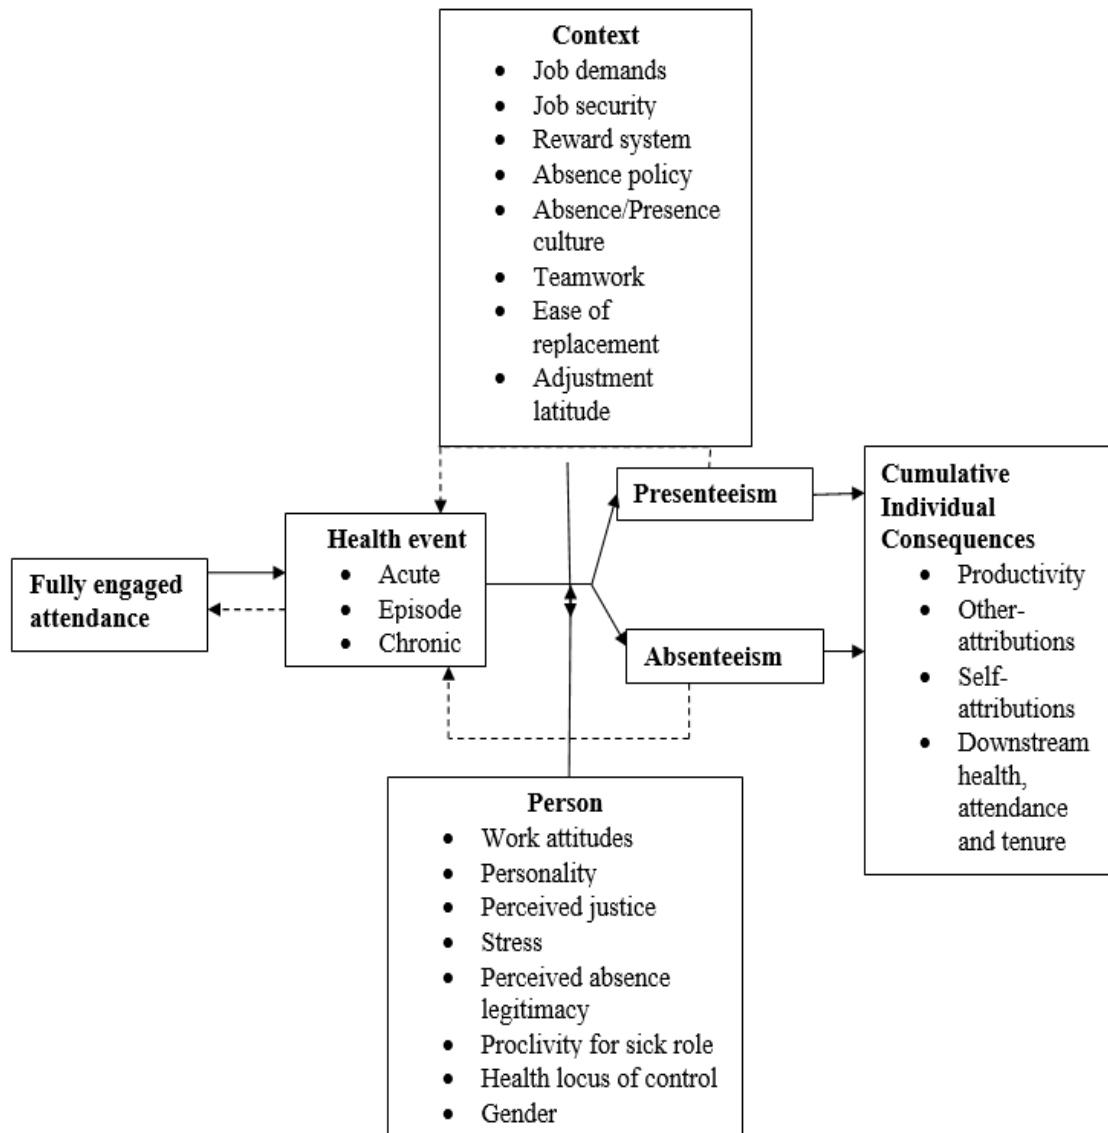 Context
• Job demands
• Job security
• Reward system
• Absence policy
• Absence/Presence
culture
• Teamwork
• Ease of
replacement
• Adjustment
latitude
Fully engaged
attendance
Health event
• Acute
• Episode
• Chronic
Presenteeism
Absenteeism
Cumulative
Individual
Consequences
• Productivity
• Other-
attributions
• Self-
attributions
• Downstream
health,
attendance
and tenure
Person
• Work attitudes
• Personality
• Perceived justice
• Stress
• Perceived absence
legitimacy
• Proclivity for sick role
• Health locus of control
• Gender